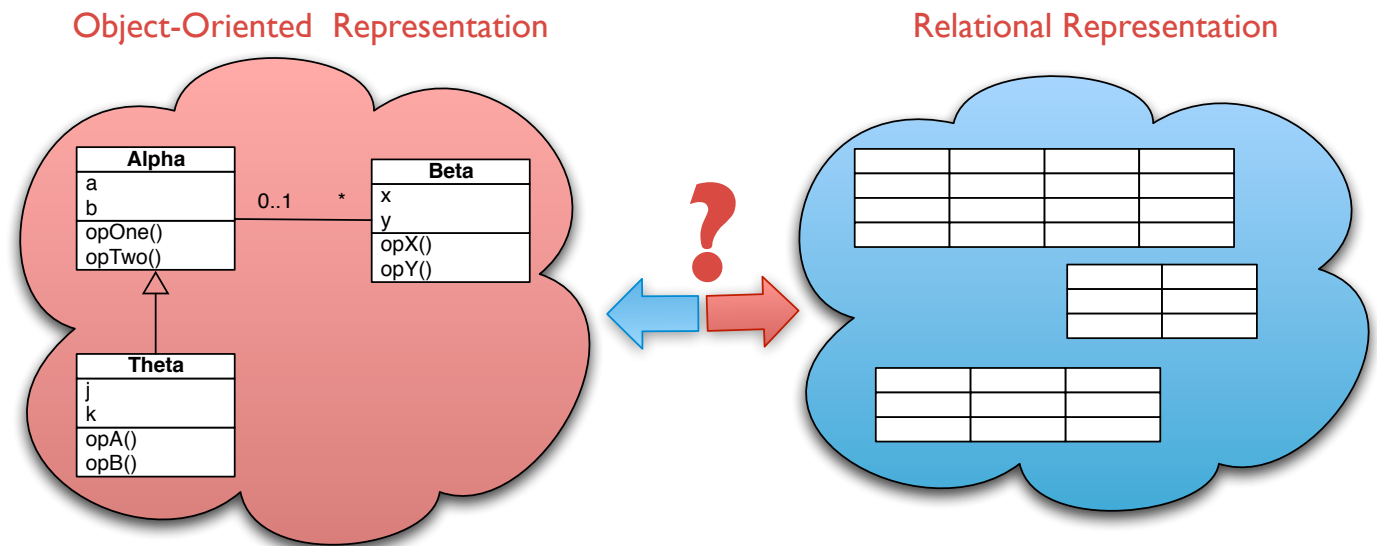 Object-Oriented Representation
Relational Representation
Alpha
a
b
opOne()
opTwo()
0..1
*
Beta
x
y
opX()
opY()
?
Theta
j
k
opA()
opB()